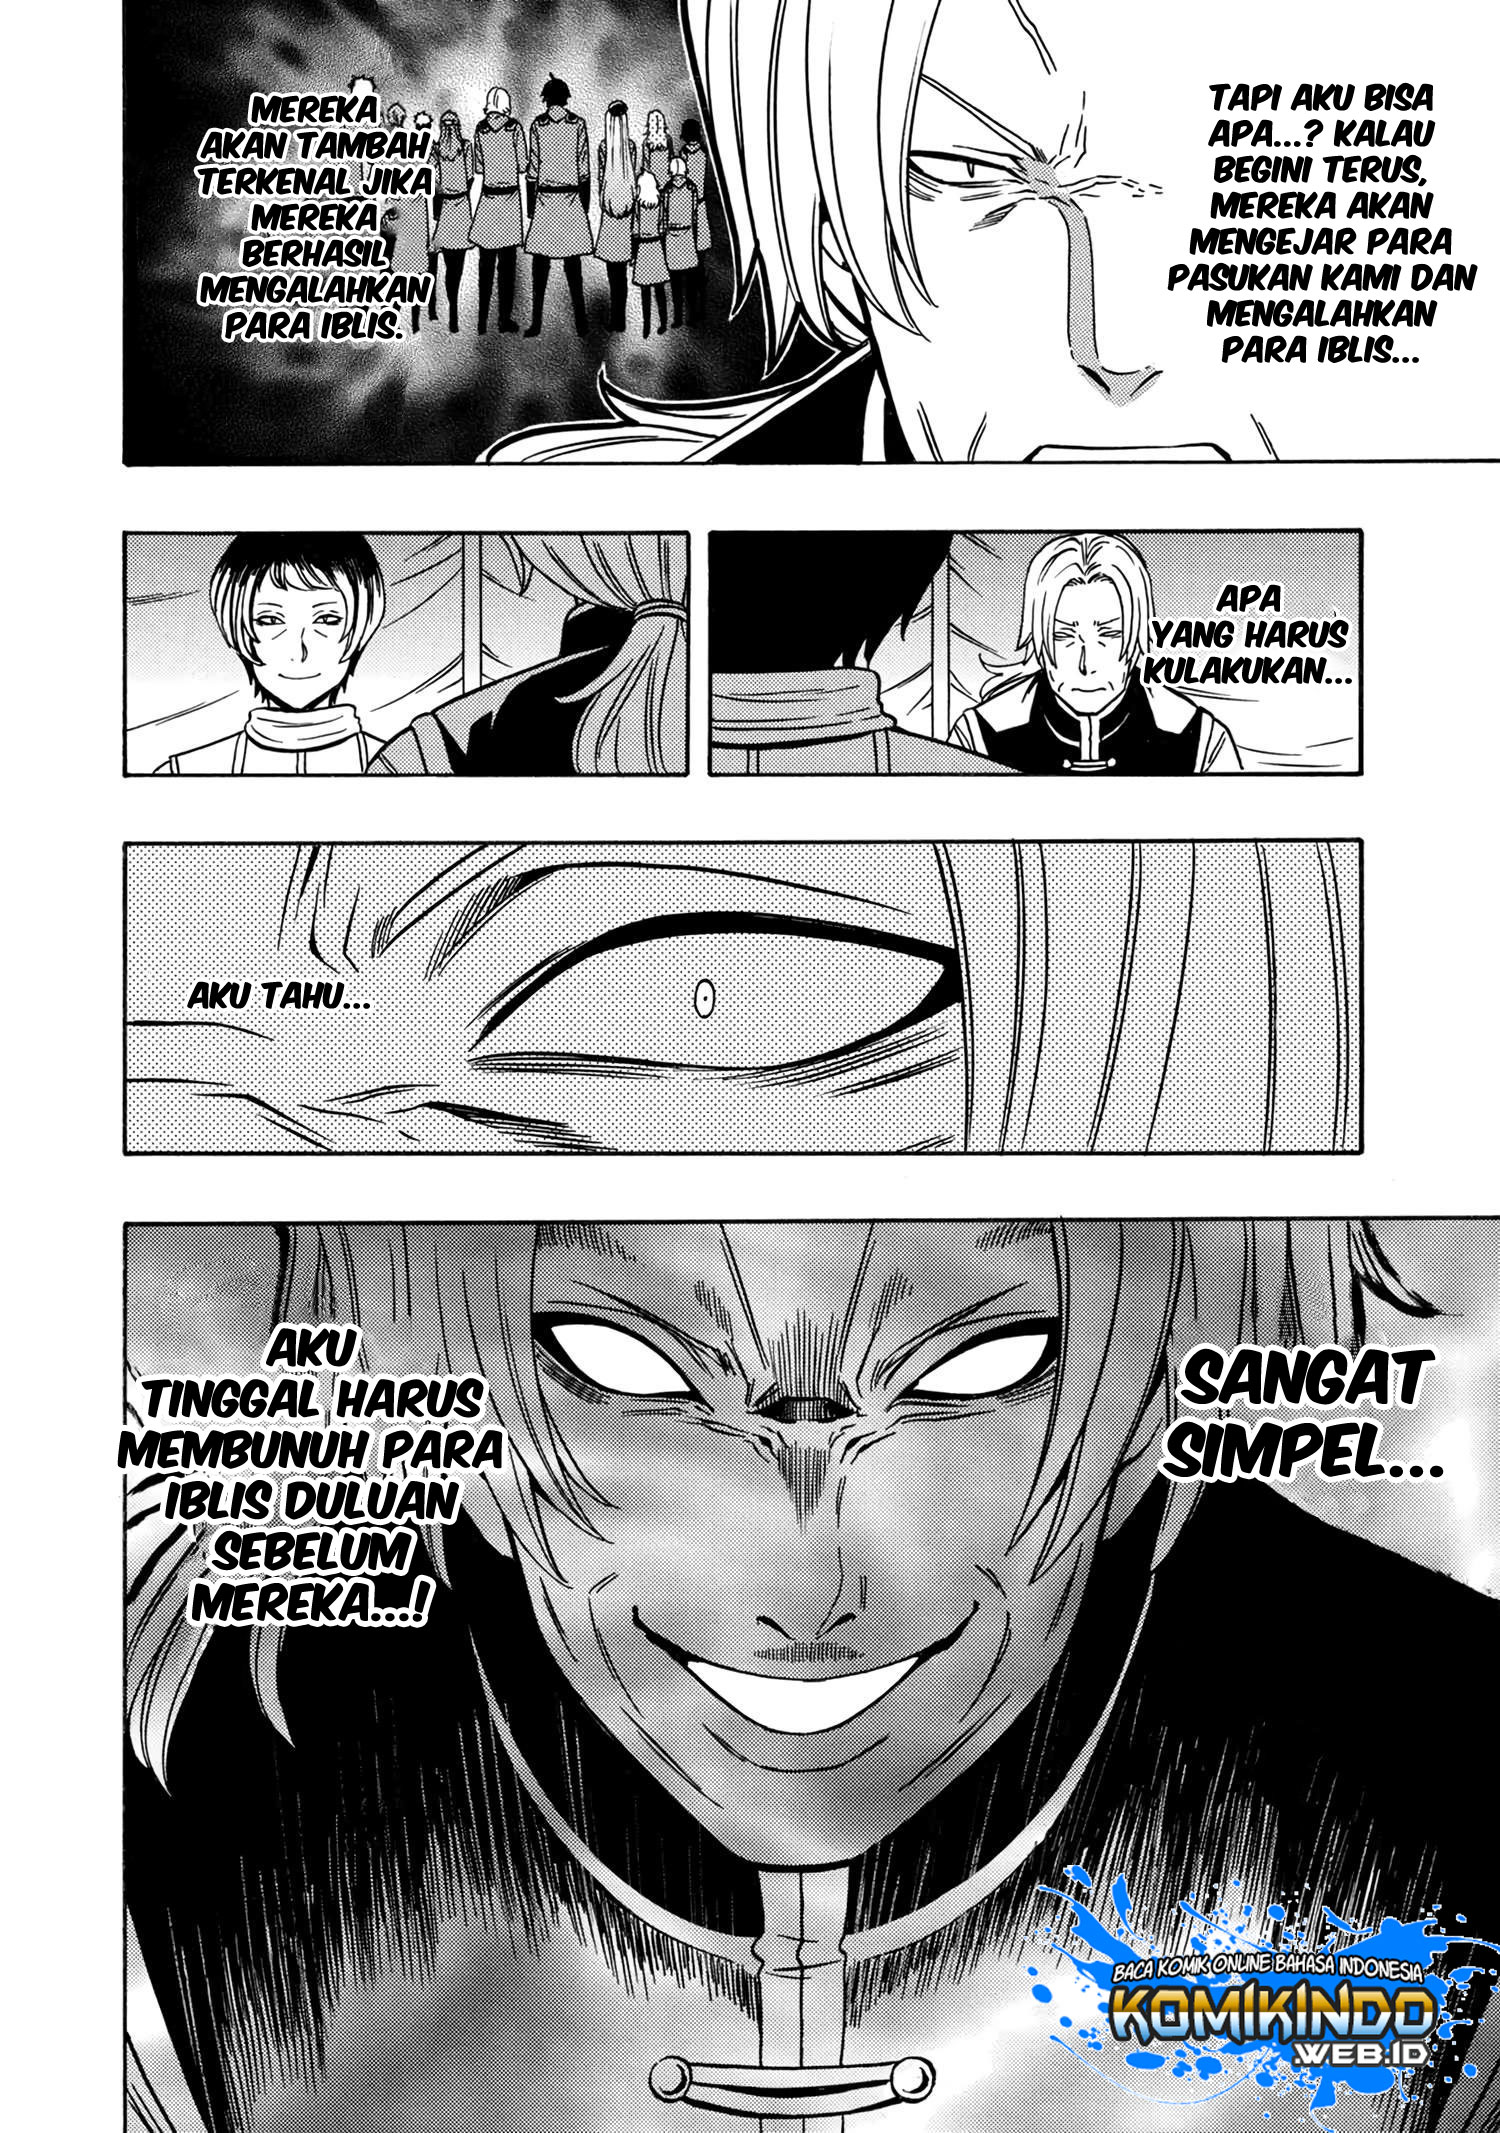 TAPI AKU BISA
APA...? KALAU
BEGINI TERUS,
MEREKA AKAN
MENGEJAR PARA
PASUKAN KAMI DAN
MENGALAHKAN
PARA IBLIS...
MEREKA
AKAN TAMBAH
TERKENAL JIKA
MEREKA
BERHASIL
MENGALAHKAN
PARA IBLIS.
APA
YANG HARUS
KULAKUKAN...
AKU TAHU...
SANGAT
SIMPEL...
AKU
TINGGAL HARUS
MEMBUNUH PARA
IBLIS DULUAN
SEBELUM
MEREKA...!
BACA KOMIK ONLINE BAHASA INDONESIA
KOMIKINDO
.WEB.ID